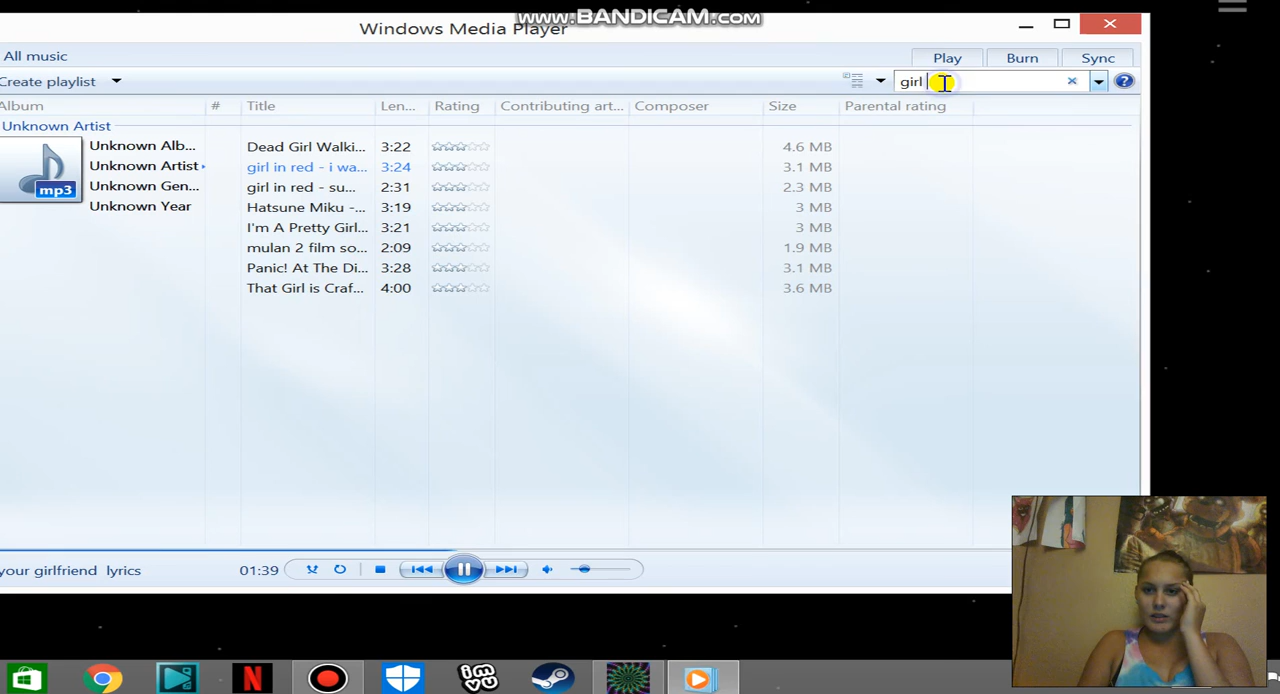 www.BANDICAM.com
Windows Media Player
All music
Play Burn Sync
Create playlist
girl
Album # Title Len... Rating Contributing art... Composer Size Parental rating
Unknown Artist
Unknown Alb... Dead Girl Walki... 3:22 4.6 MB
Unknown Artist girl in red - i wa... 3:24 3.1 MB
Unknown Gen... girl in red - su... 2:31 2.3 MB
Unknown Year Hatsune Miku -... 3:19 3 MB
I'm A Pretty Girl... 3:21 3 MB
mulan 2 film so... 2:09 1.9 MB
Panic! At The Di... 3:28 3.1 MB
That Girl is Craf... 4:00 3.6 MB
mp3
your girlfriend lyrics 01:39
N
imvu